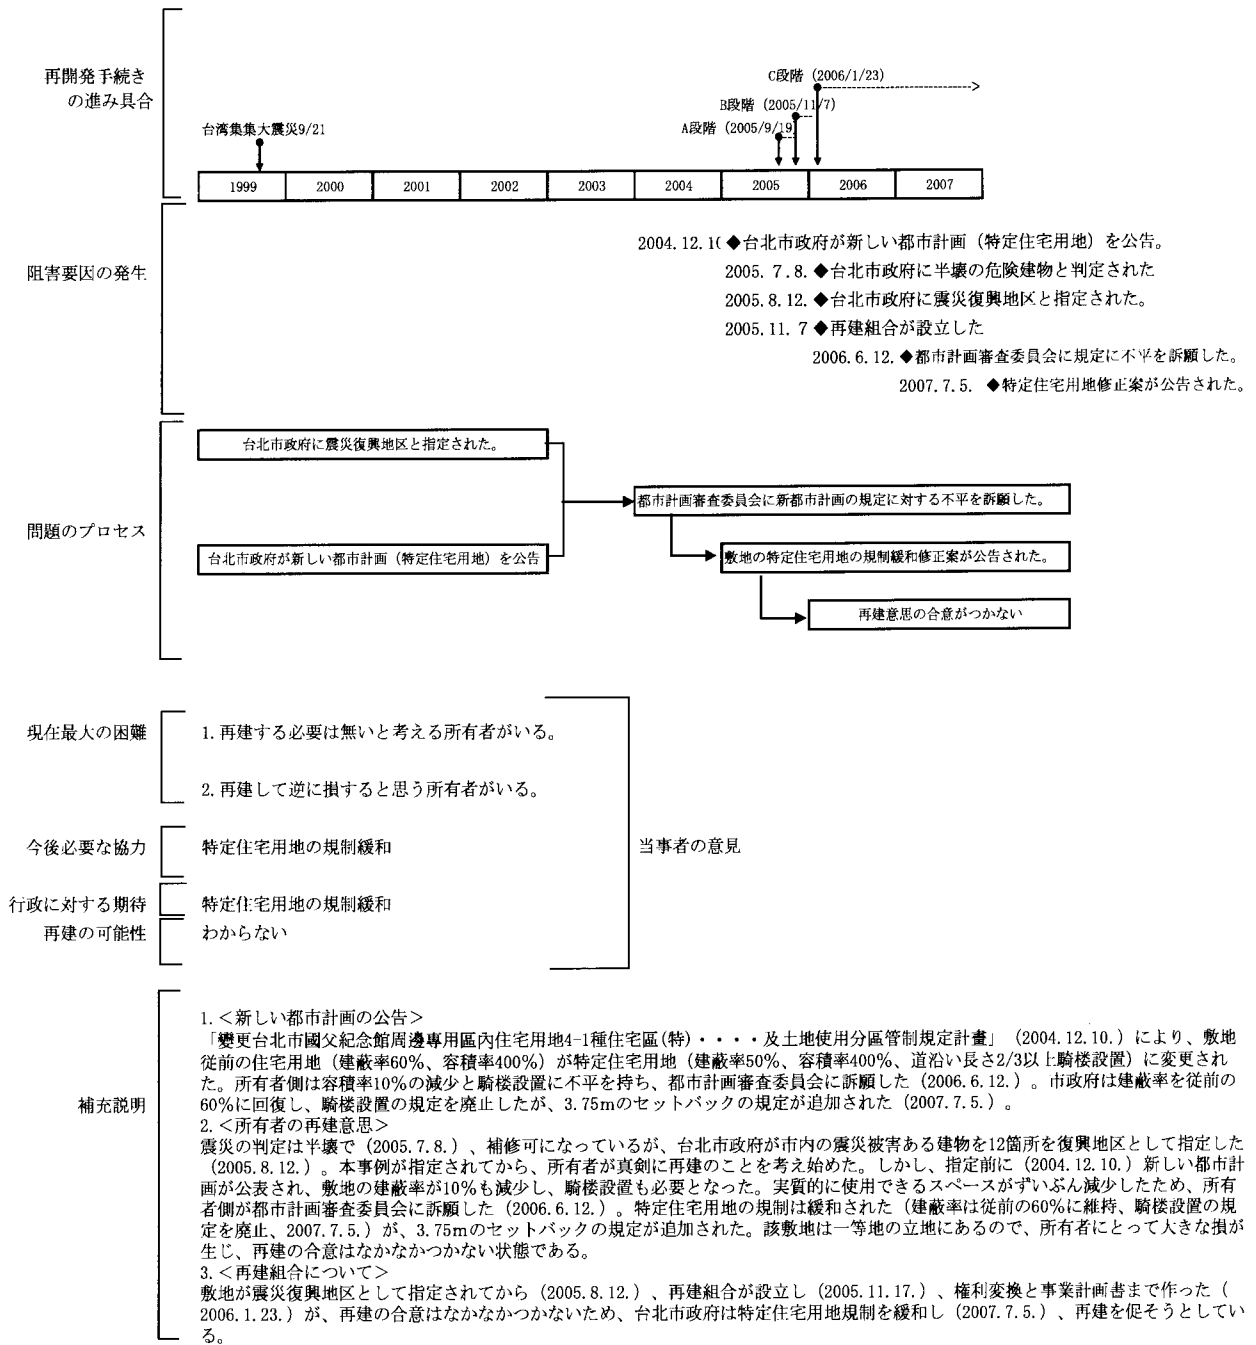 再開発手続き
の進み具合
C段階（2006/1/23）
B段階（2005/11/7）
A段階（2005/9/19）
台湾集集大震災9/21
1999 2000 2001 2002 2003 2004 2005 2006 2007
阻害要因の発生
2004.12.10 ◆台北市政府が新しい都市計画（特定住宅用地）を公告。
2005. 7.8. ◆台北市政府に半壊の危険建物と判定された
2005.8.12. ◆台北市政府に震災復興地区と指定された。
2005.11. 7 ◆再建組合が設立した
2006.6.12. ◆都市計画審査委員会に規定に不平を訴願した。
2007.7.5. ◆特定住宅用地修正案が公告された。
問題のプロセス
台北市政府に震災復興地区と指定された。
都市計画審査委員会に新都市計画の規定に対する不平を訴願した。
台北市政府が新しい都市計画（特定住宅用地）を公告
敷地の特定住宅用地の規制緩和修正案が公告された。
再建意思の合意がつかない
現在最大の困難
1.再建する必要は無いと考える所有者がいる。
2.再建して逆に損すると思う所有者がいる。
今後必要な協力
特定住宅用地の規制緩和
当事者の意見
行政に対する期待
特定住宅用地の規制緩和
再建の可能性
わからない
補充説明
1.＜新しい都市計画の公告＞
「變更台北市國父紀念館周邊專用區內住宅用地4-1種住宅區(特)・・・・及土地使用分區管制規定計畫」（2004.12.10.）により、敷地
従前の住宅用地（建蔽率60%、容積率400%）が特定住宅用地（建蔽率50%、容積率400%、道沿い長さ2/3以上騎楼設置）に変更され
た。所有者側は容積率10%の減少と騎楼設置に不平を持ち、都市計画審査委員会に訴願した（2006.6.12.）。市政府は建蔽率を従前の
60%に回復し、騎楼設置の規定を廃止したが、3.75mのセットバックの規定が追加された（2007.7.5.）。
2.＜所有者の再建意思＞
震災の判定は半壊で（2005.7.8.）、補修可になっているが、台北市政府が市内の震災被害ある建物を12箇所を復興地区として指定した
（2005.8.12.）。本事例が指定されてから、所有者が真剣に再建のことを考え始めた。しかし、指定前に（2004.12.10.）新しい都市計
画が公表され、敷地の建蔽率が10%も減少し、騎楼設置も必要となった。実質的に使用できるスペースがずいぶん減少したため、所有
者側が都市計画審査委員会に訴願した（2006.6.12.）。特定住宅用地の規制は緩和された（建蔽率は従前の60%に維持、騎楼設置の規
定を廃止、2007.7.5.）が、3.75mのセットバックの規定が追加された。該敷地は一等地の立地にあるので、所有者にとって大きな損が
生じ、再建の合意はなかなかつかない状態である。
3.＜再建組合について＞
敷地が震災復興地区として指定されてから（2005.8.12.）、再建組合が設立し（2005.11.17.）、権利変換と事業計画書まで作った（
2006.1.23.）が、再建の合意はなかなかつかないため、台北市政府は特定住宅用地規制を緩和し（2007.7.5.）、再建を促そうとしてい
る。